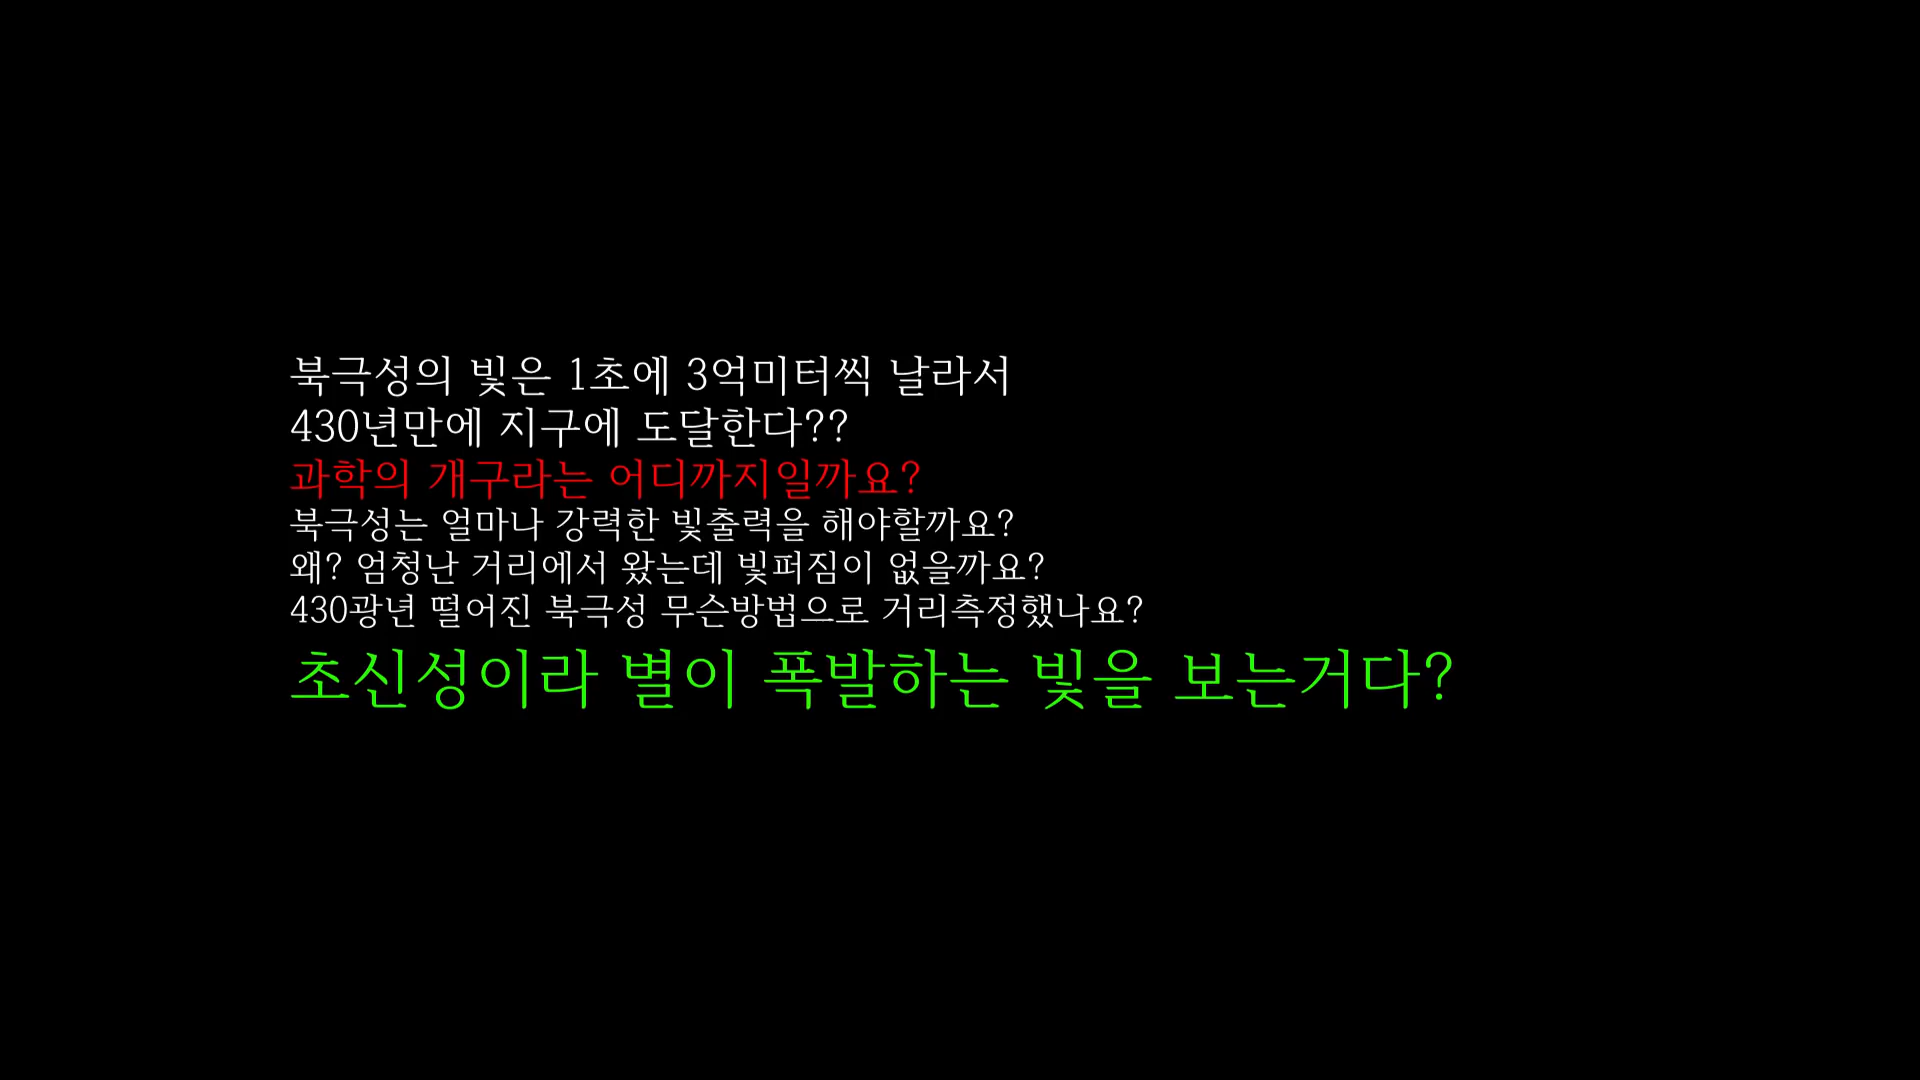 북극성의 빛은 1초에 3억미터씩 날라서
430년만에 지구에 도달한다??
과학의 개구라는 어디까지일까요?
북극성는 얼마나 강력한 빛출력을 해야할까요?
왜? 엄청난 거리에서 왔는데 빛퍼짐이 없을까요?
430광년 떨어진 북극성 무슨방법으로 거리측정했나요?
초신성이라 별이 폭발하는 빛을 보는거다?